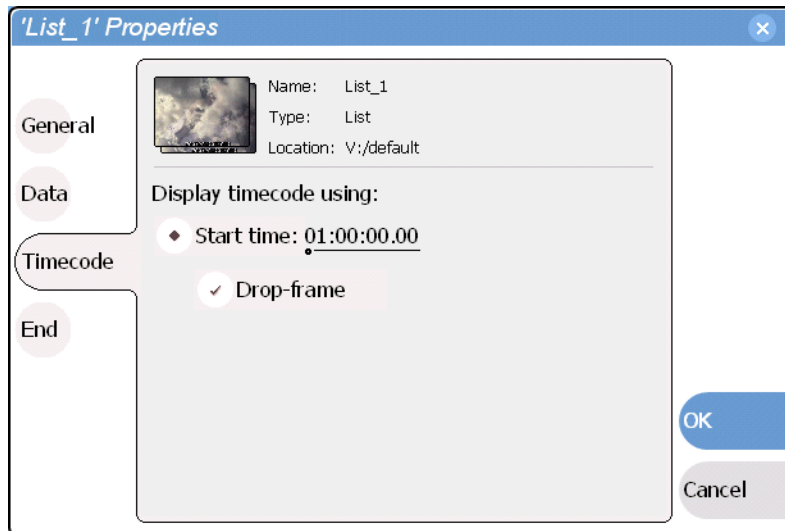 'List_1' Properties
Name: List_1
Type: List
Location: V:/default
General
Data
Timecode
End
Display timecode using:
Start time: 01:00:00.00
Drop-frame
OK
Cancel